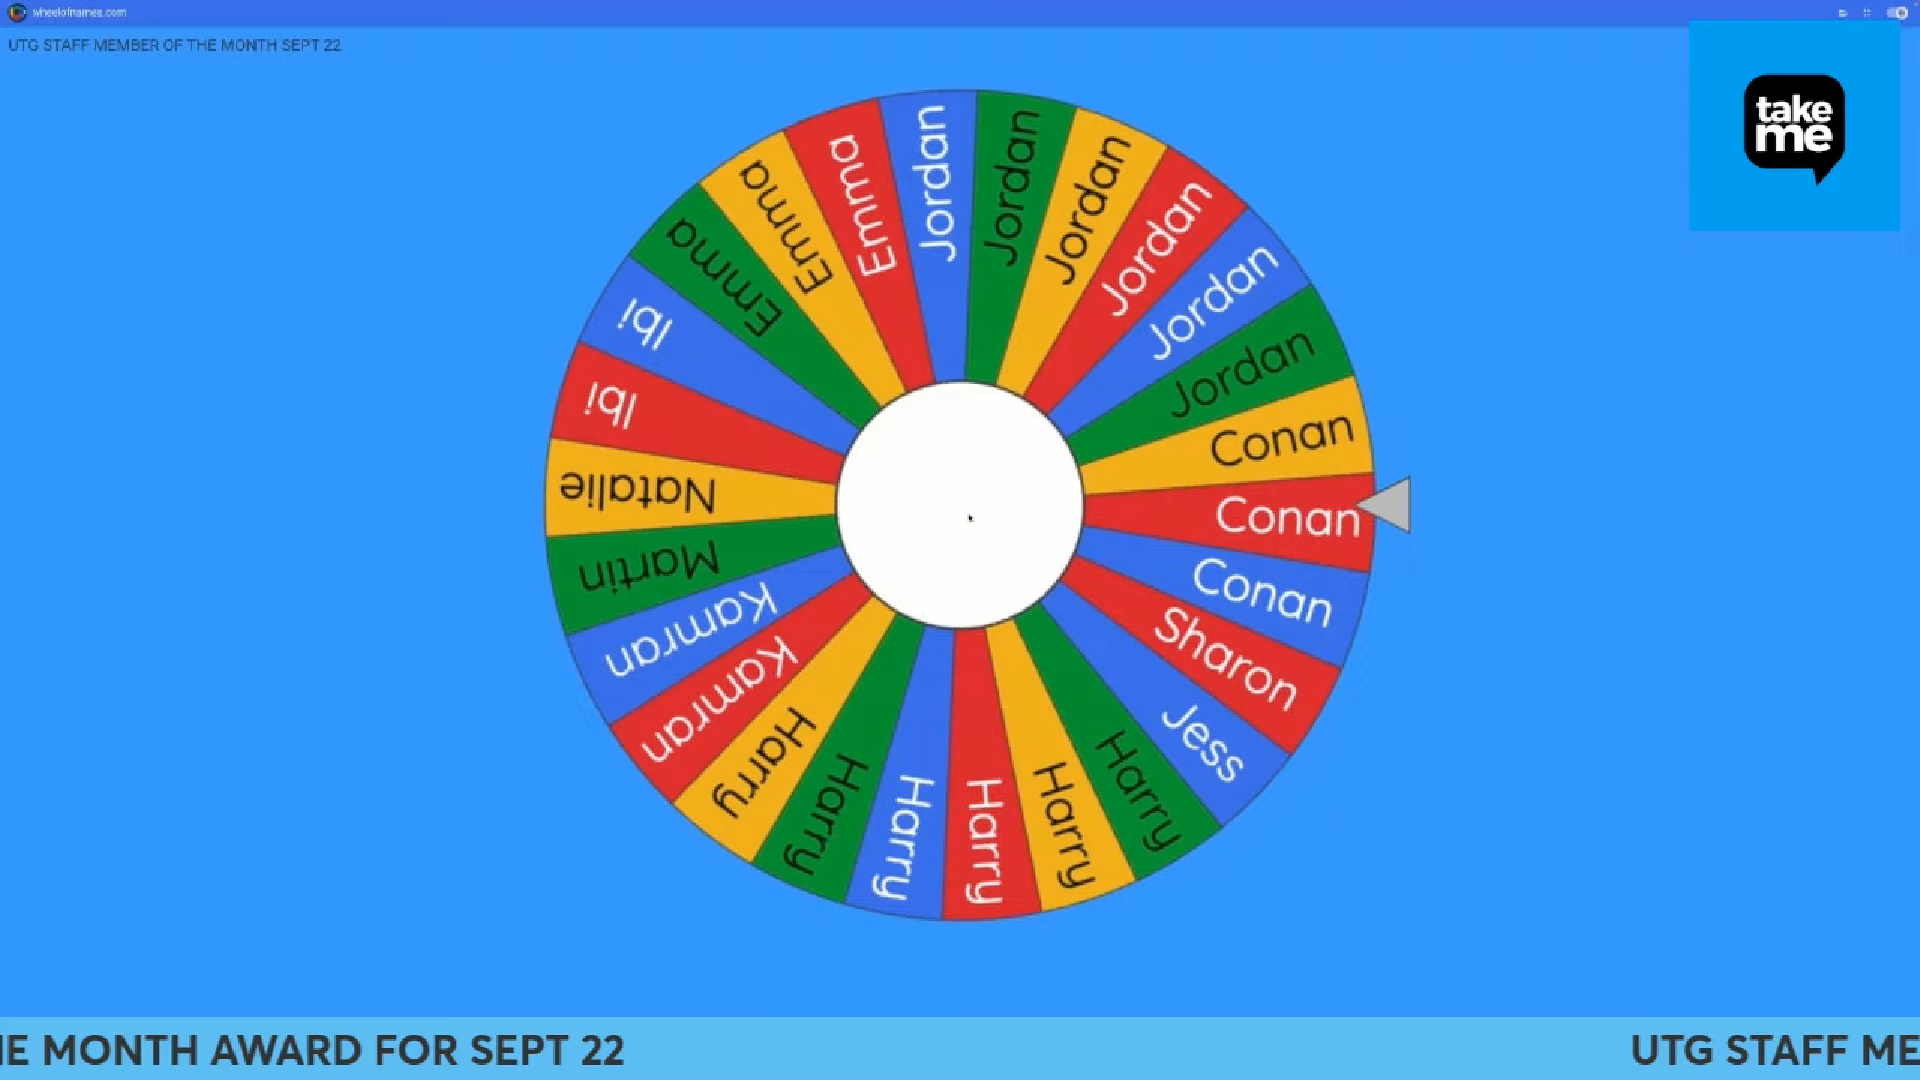 wheelofnames.com
UTG STAFF MEMBER OF THE MONTH SEPT 22
take
me
Jordan
Jordan
Jordan
Jordan
Jordan
Jordan
Conan
Conan
Conan
Sharon
Jess
Harry
Harry
Harry
Harry
Harry
Harry
Kamran
Kamran
Martin
Natalie
Ibi
Ibi
Emma
Emma
Emma
E MONTH AWARD FOR SEPT 22
UTG STAFF ME